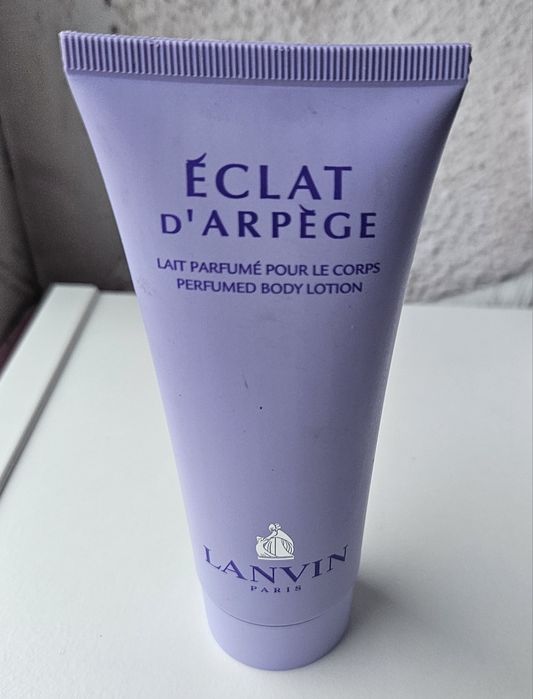 ÉCLAT
D'ARPÈGE
LAIT PARFUMÉ POUR LE CORPS
PERFUMED BODY LOTION
LANVIN
PARIS